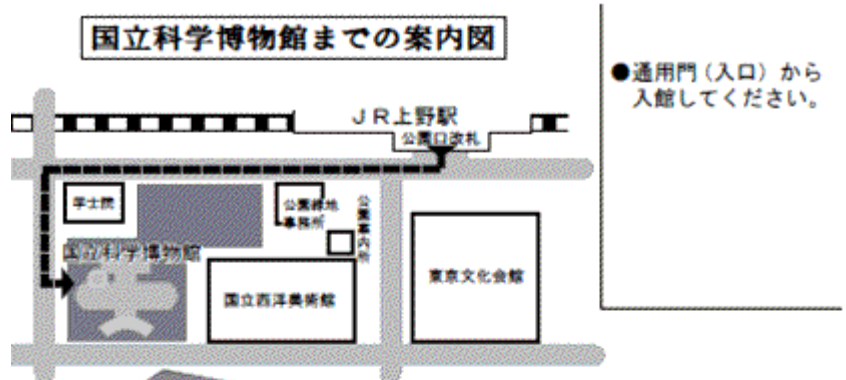 国立科学博物館までの案内図
●通用門（入口）から
入館してください。
ＪＲ上野駅
公園口改札
学士院
公園緑地
事務所
公園案内所
国立科学博物館
国立西洋美術館
東京文化会館